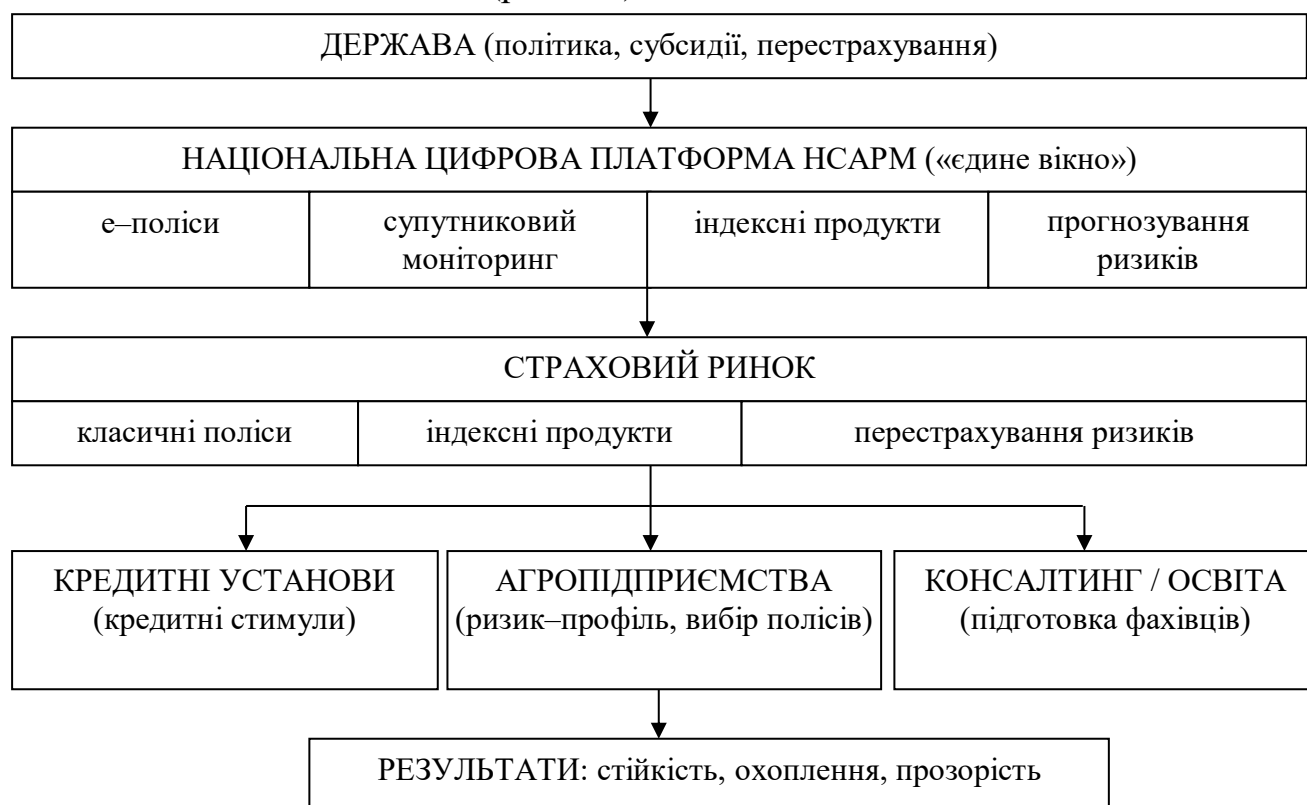 ДЕРЖАВА (політика, субсидії, перестрахування)
НАЦІОНАЛЬНА ЦИФРОВА ПЛАТФОРМА НСАРМ («єдине вікно»)
е–поліси
супутниковий
моніторинг
індексні продукти
прогнозування
ризиків
СТРАХОВИЙ РИНОК
класичні поліси
індексні продукти
перестрахування ризиків
КРЕДИТНІ УСТАНОВИ
(кредитні стимули)
АГРОПІДПРИЄМСТВА
(ризик–профіль, вибір полісів)
КОНСАЛТИНГ / ОСВІТА
(підготовка фахівців)
РЕЗУЛЬТАТИ: стійкість, охоплення, прозорість